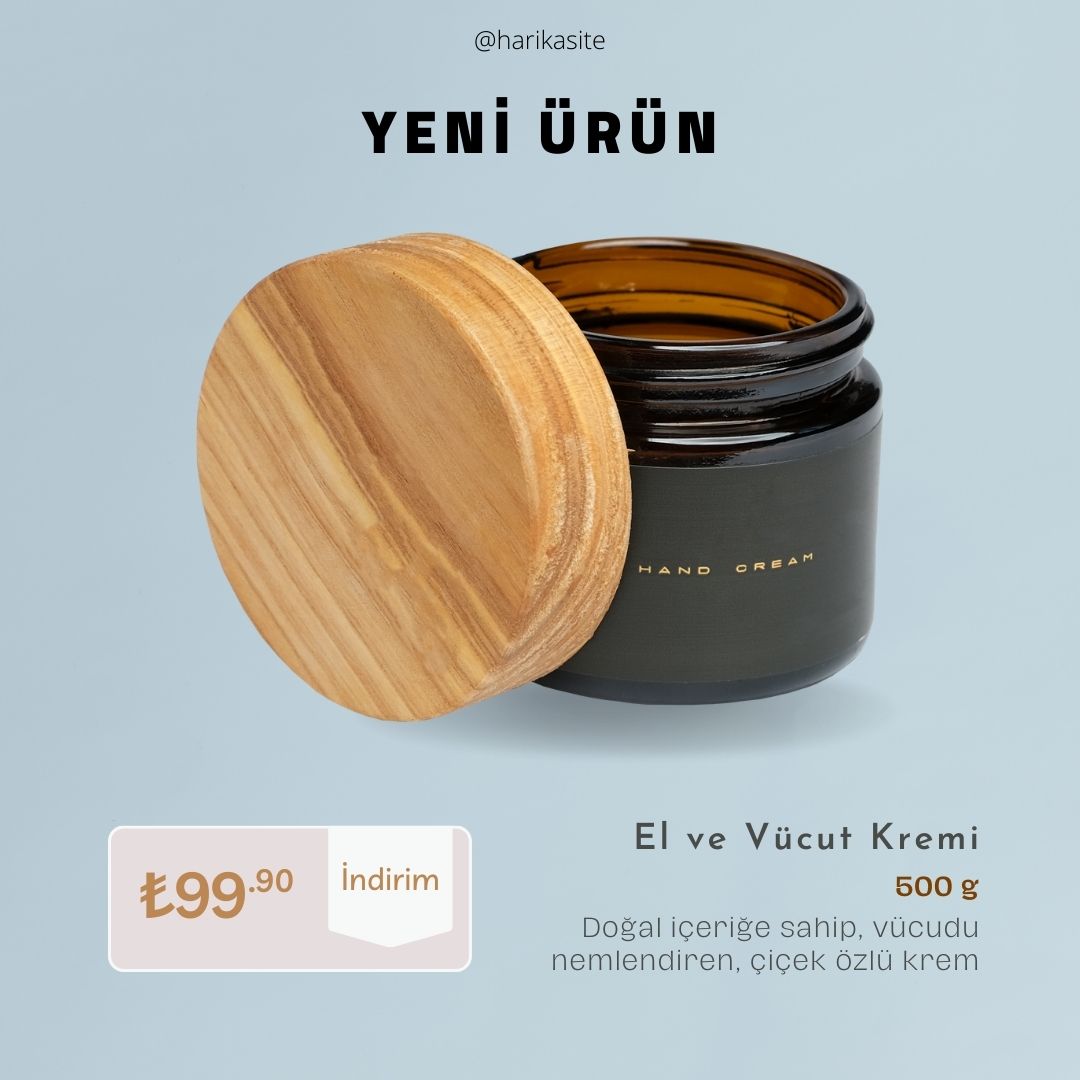 @harikasite
YENİ ÜRÜN
HAND CREAM
₺99.90
İndirim
El ve Vücut Kremi
500 g
Doğal içeriğe sahip, vücudu
nemlendiren, çiçek özlü krem